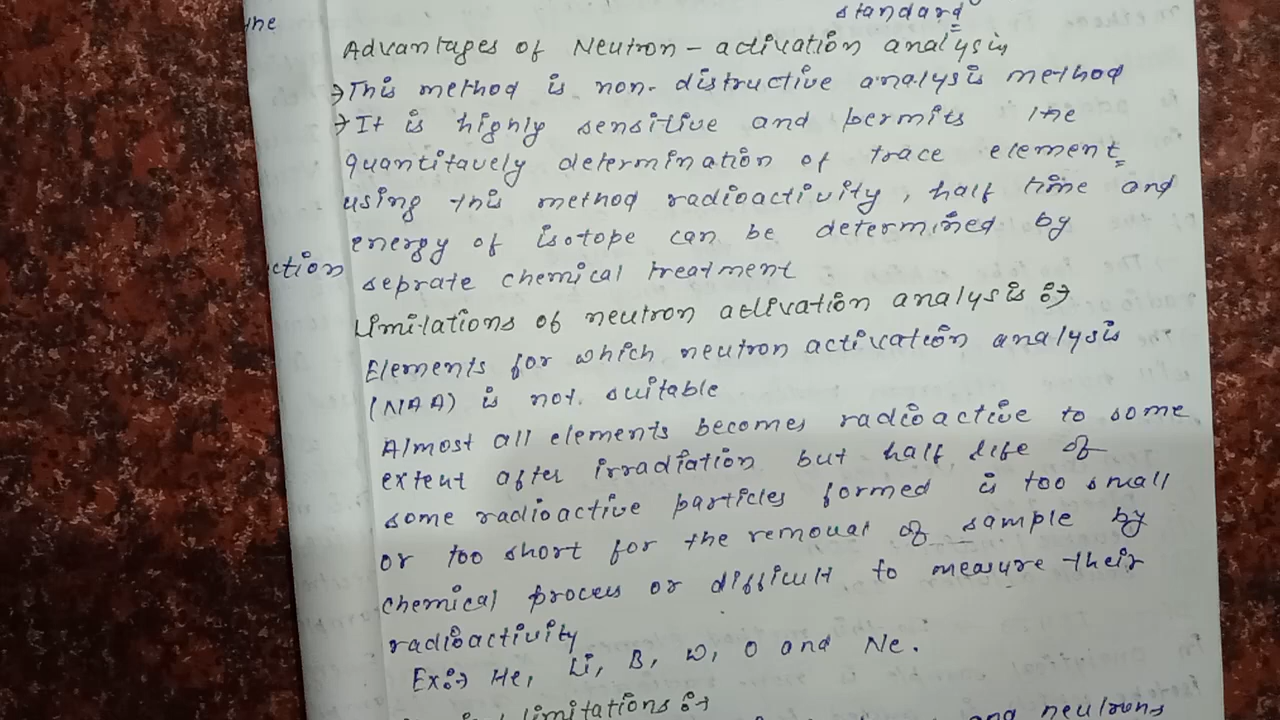 the
standard
Advantages of Neutron - activation analysis
→ This method is non-distructive analysis method
→ It is highly sensitive and permits the
quantitavely determination of trace element
using this method radioactivity, half time and
energy of isotope can be determined by
ction
seprate chemical treatment
Limitations of neutron activation analysis :→
Elements for which neutron activation analysis
(NAA) is not suitable
Almost all elements becomes radioactive to some
extent after irradiation but half life of
some radioactive particles formed is too small
or too short for the removal of sample by
chemical process or difficult to measure their
radioactivity
Ex:→ He, Li, B, W, O and Ne.
limitations :→
and neutrons